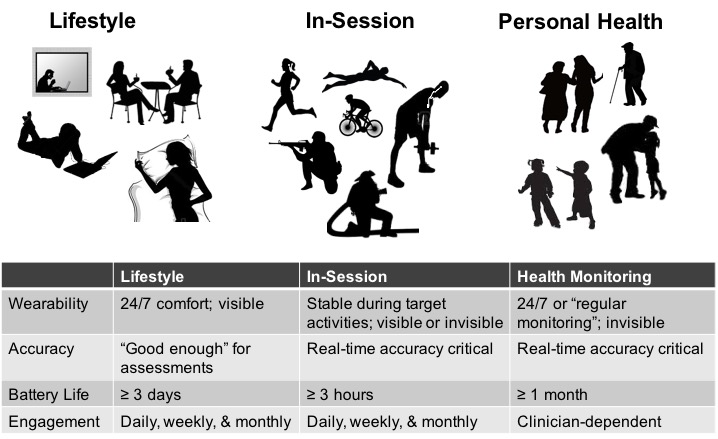 Lifestyle In-Session Personal Health
Lifestyle In-Session Health Monitoring
Wearability 24/7 comfort; visible Stable during target activities; visible or invisible 24/7 or “regular monitoring”; invisible
Accuracy “Good enough” for assessments Real-time accuracy critical Real-time accuracy critical
Battery Life ≥ 3 days ≥ 3 hours ≥ 1 month
Engagement Daily, weekly, & monthly Daily, weekly, & monthly Clinician-dependent